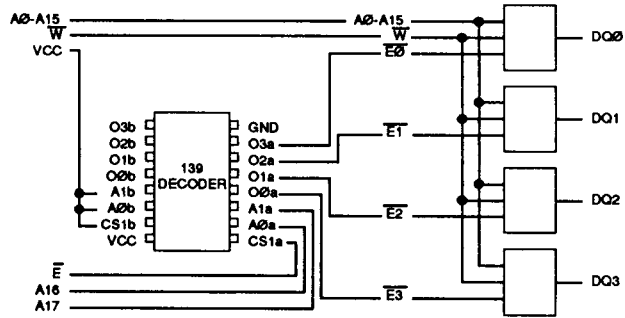 AØ-A15
W
VCC
AØ-A15
W
EØ
DQØ
O3b
O2b
O1b
OØb
A1b
AØb
CS1b
VCC
139
DECODER
GND
O3a
O2a
O1a
OØa
A1a
AØa
CS1a
E1
DQ1
E2
DQ2
E3
DQ3
E
A16
A17